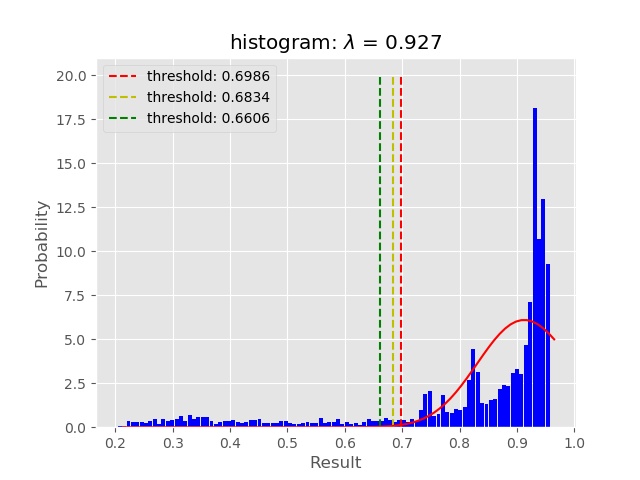 histogram: λ = 0.927
threshold: 0.6986
threshold: 0.6834
threshold: 0.6606
20.0
17.5
15.0
12.5
10.0
7.5
5.0
2.5
0.0
Probability
0.2 0.3 0.4 0.5 0.6 0.7 0.8 0.9 1.0
Result